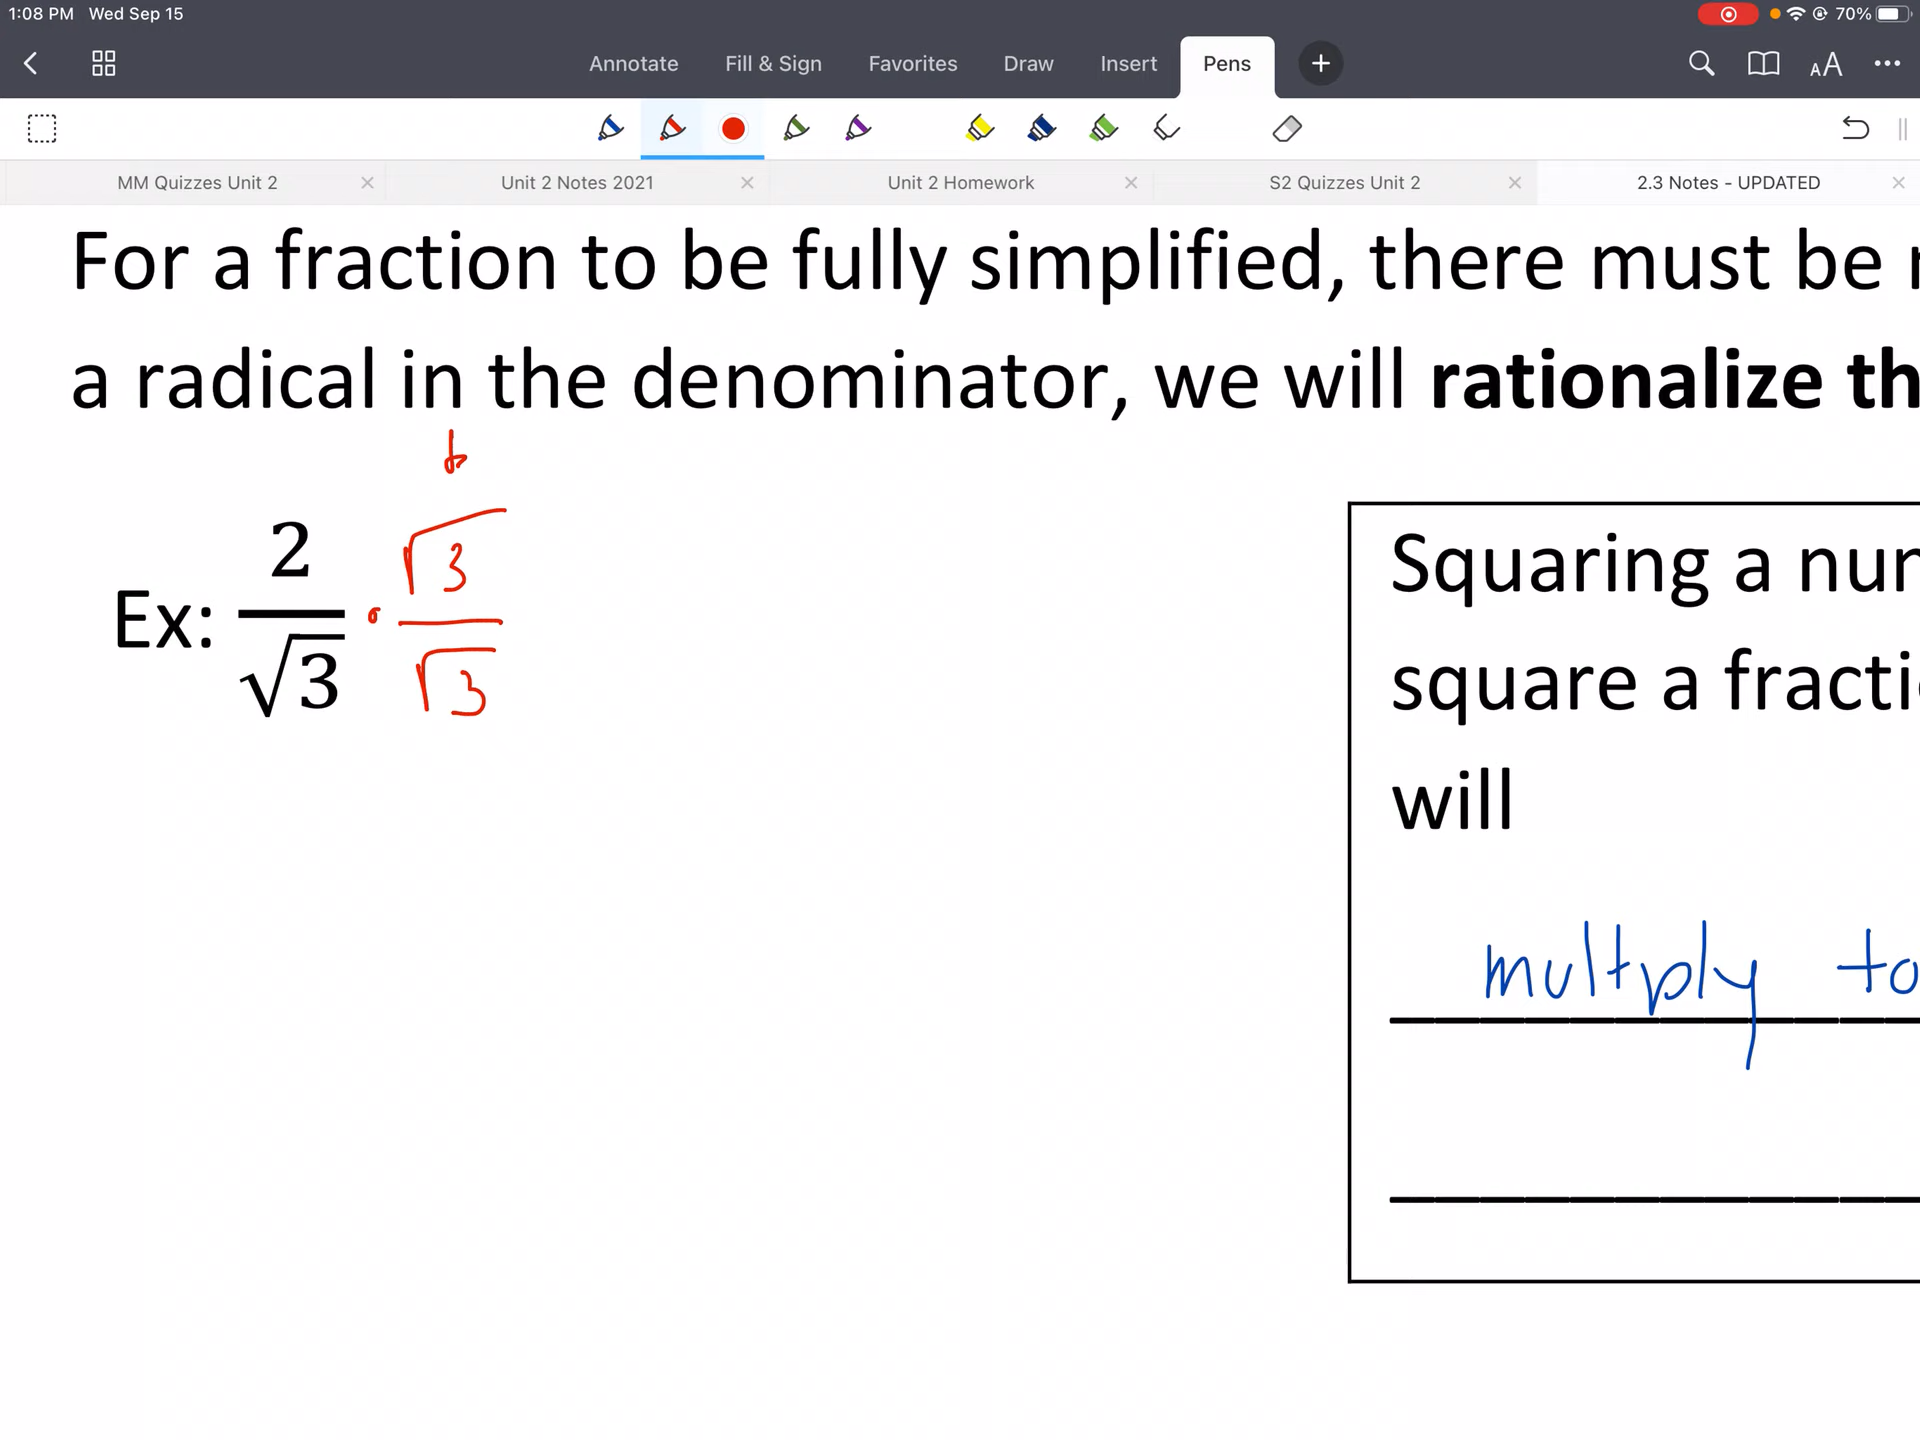 1:08 PM Wed Sep 15
70%
Annotate Fill & Sign Favorites Draw Insert Pens
AA
MM Quizzes Unit 2 Unit 2 Notes 2021 Unit 2 Homework S2 Quizzes Unit 2 2.3 Notes - UPDATED
For a fraction to be fully simplified, there must be
a radical in the denominator, we will rationalize th
Ex: 2/√3 · √3/√3
Squaring a nu
square a fracti
will
multply to